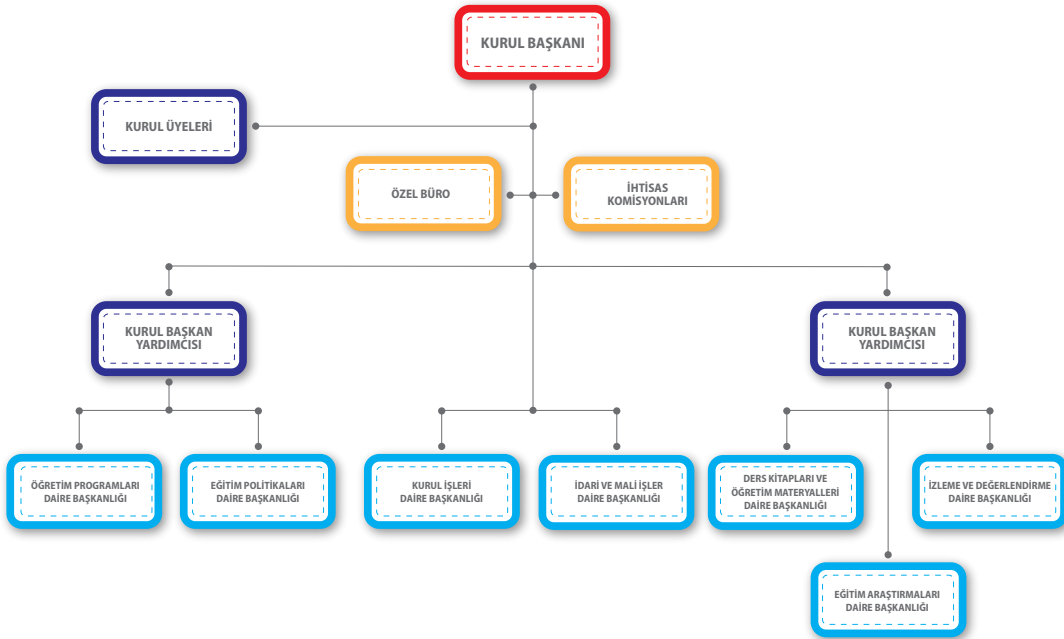 KURUL BAŞKANI
KURUL ÜYELERİ
ÖZEL BÜRO
İHTİSAS
KOMİSYONLARI
KURUL BAŞKAN
YARDIMCISI
KURUL BAŞKAN
YARDIMCISI
ÖĞRETİM PROGRAMLARI
DAİRE BAŞKANLIĞI
EĞİTİM POLİTİKALARI
DAİRE BAŞKANLIĞI
KURUL İŞLERİ
DAİRE BAŞKANLIĞI
İDARİ VE MALİ İŞLER
DAİRE BAŞKANLIĞI
DERS KİTAPLARI VE
ÖĞRETİM MATERYALLERİ
DAİRE BAŞKANLIĞI
İZLEME VE DEĞERLENDİRME
DAİRE BAŞKANLIĞI
EĞİTİM ARAŞTIRMALARI
DAİRE BAŞKANLIĞI